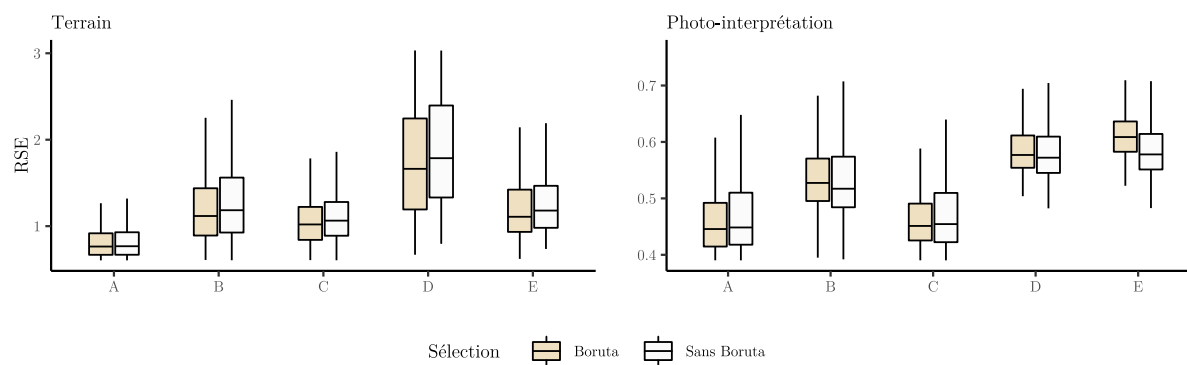 Terrain
Photo-interprétation
RSE
3
2
1
A B C D E
0.7
0.6
0.5
0.4
A B C D E
Sélection Boruta Sans Boruta